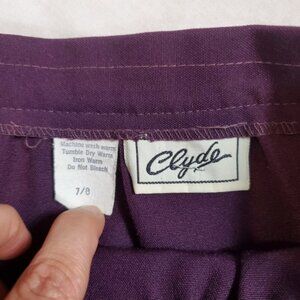 Machine wash warm
Tumble Dry Warm
Iron Warm
Do Not Bleach
7/8
Clyde